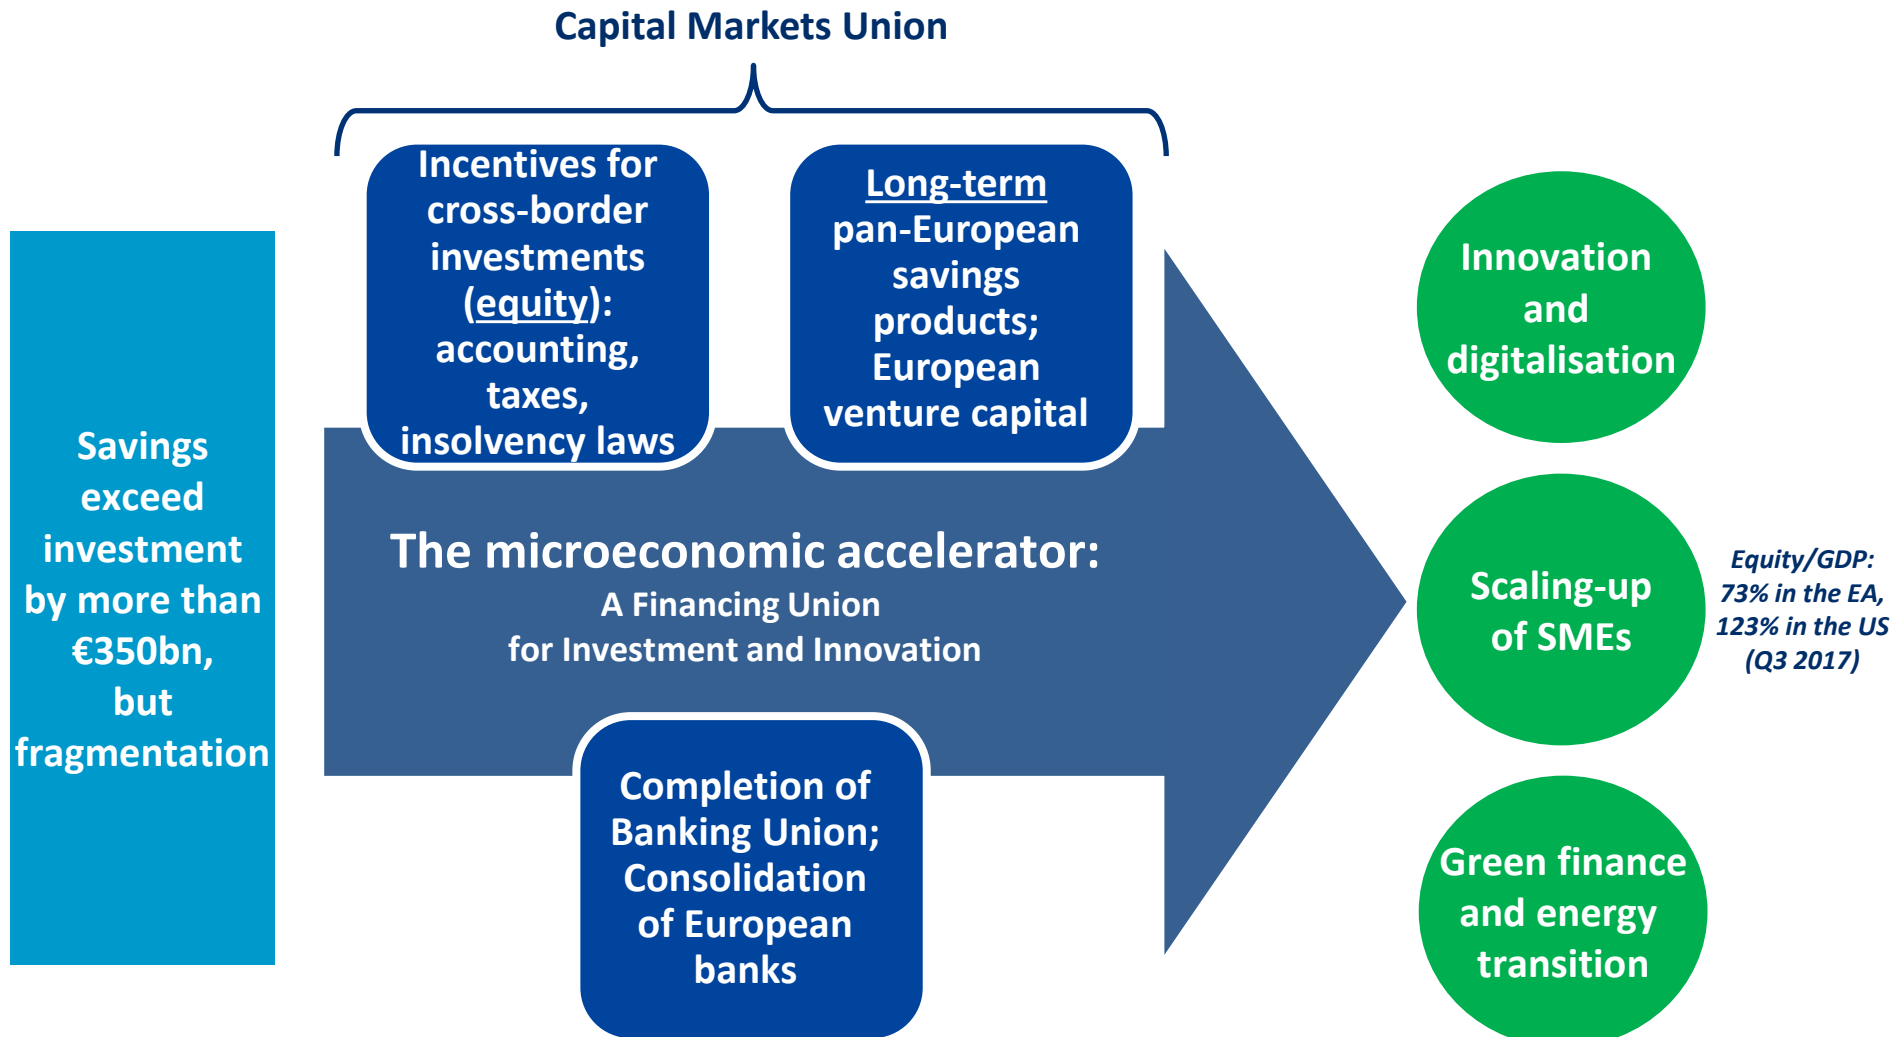 Capital Markets Union
Incentives for
cross-border
investments
(equity):
accounting,
taxes,
insolvency laws
Long-term
pan-European
savings
products;
European
venture capital
Savings
exceed
investment
by more than
€350bn,
but
fragmentation
The microeconomic accelerator:
A Financing Union
for Investment and Innovation
Completion of
Banking Union;
Consolidation
of European
banks
Innovation
and
digitalisation
Scaling-up
of SMEs
Equity/GDP:
73% in the EA,
123% in the US
(Q3 2017)
Green finance
and energy
transition